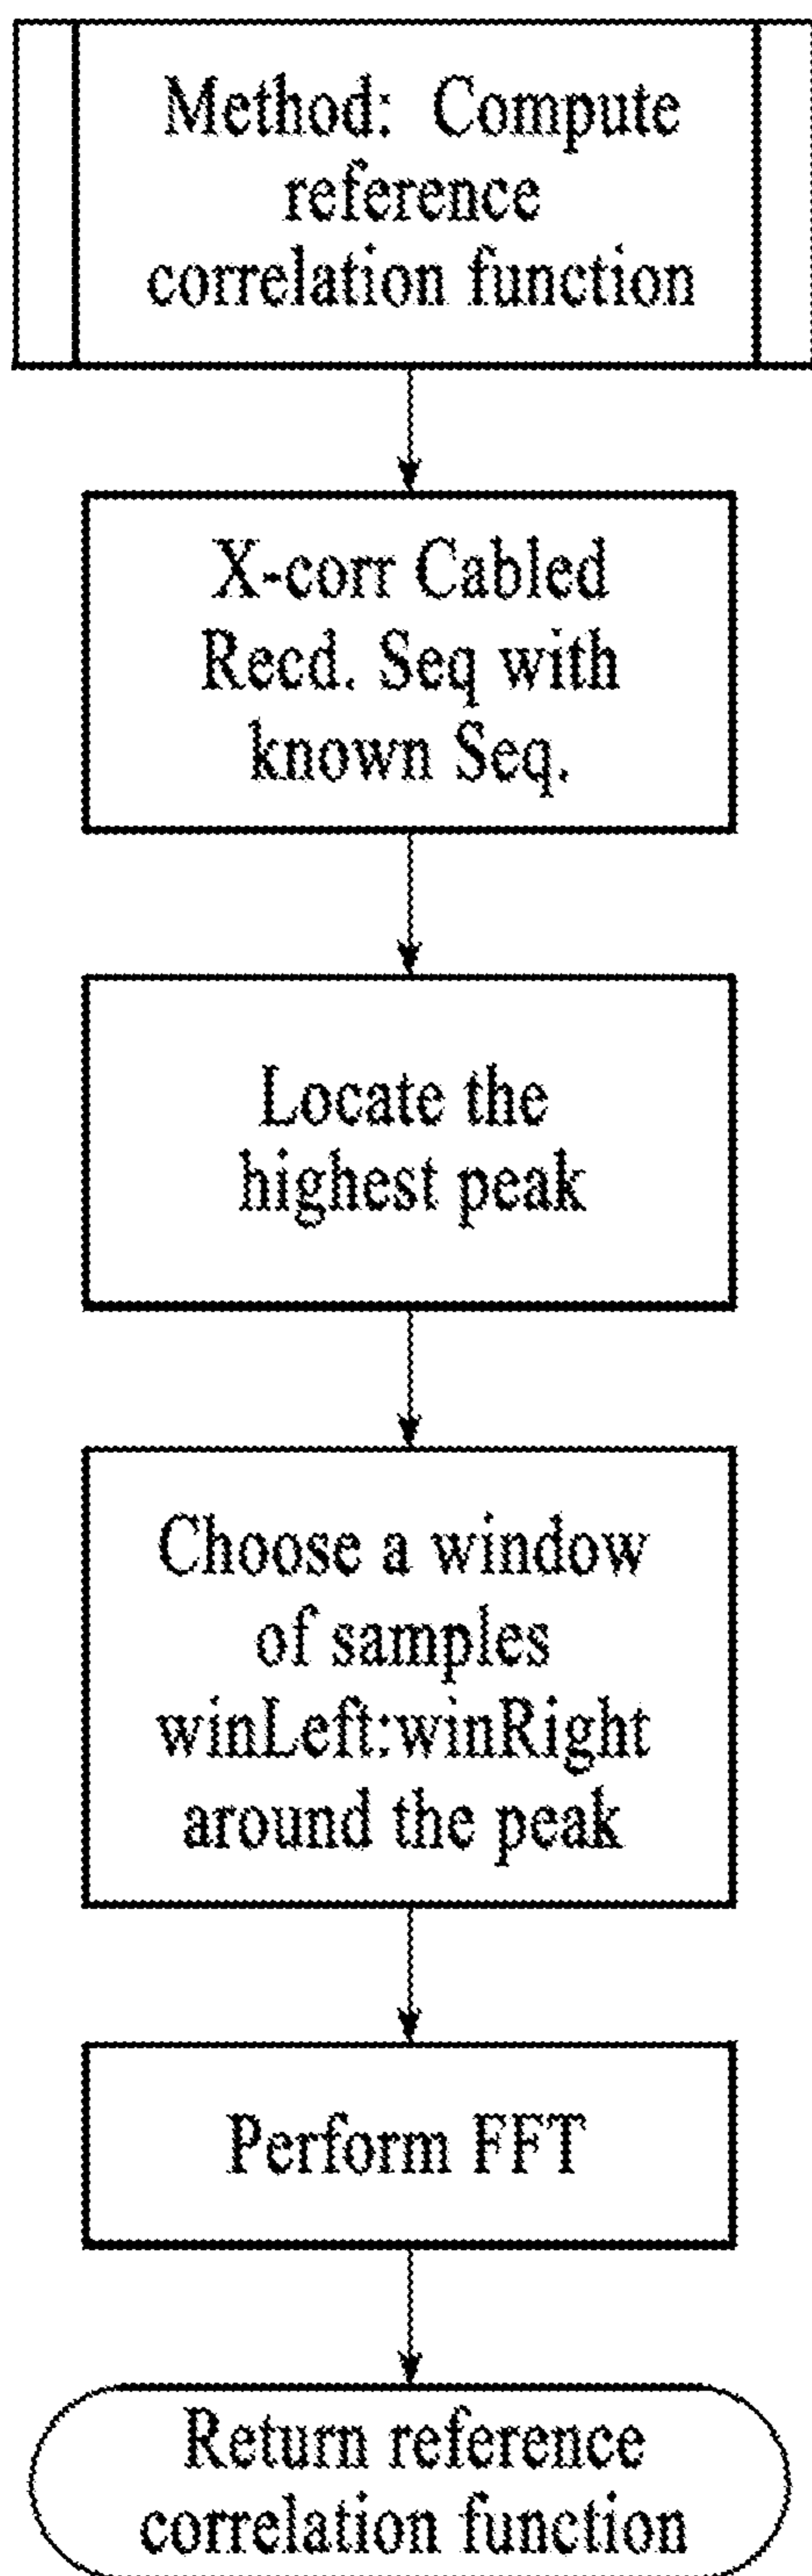 Method: Compute
reference
correlation function
X-corr Cabled
Recd. Seq with
known Seq.
Locate the
highest peak
Choose a window
of samples
winLeft:winRight
around the peak
Perform FFT
Return reference
correlation function